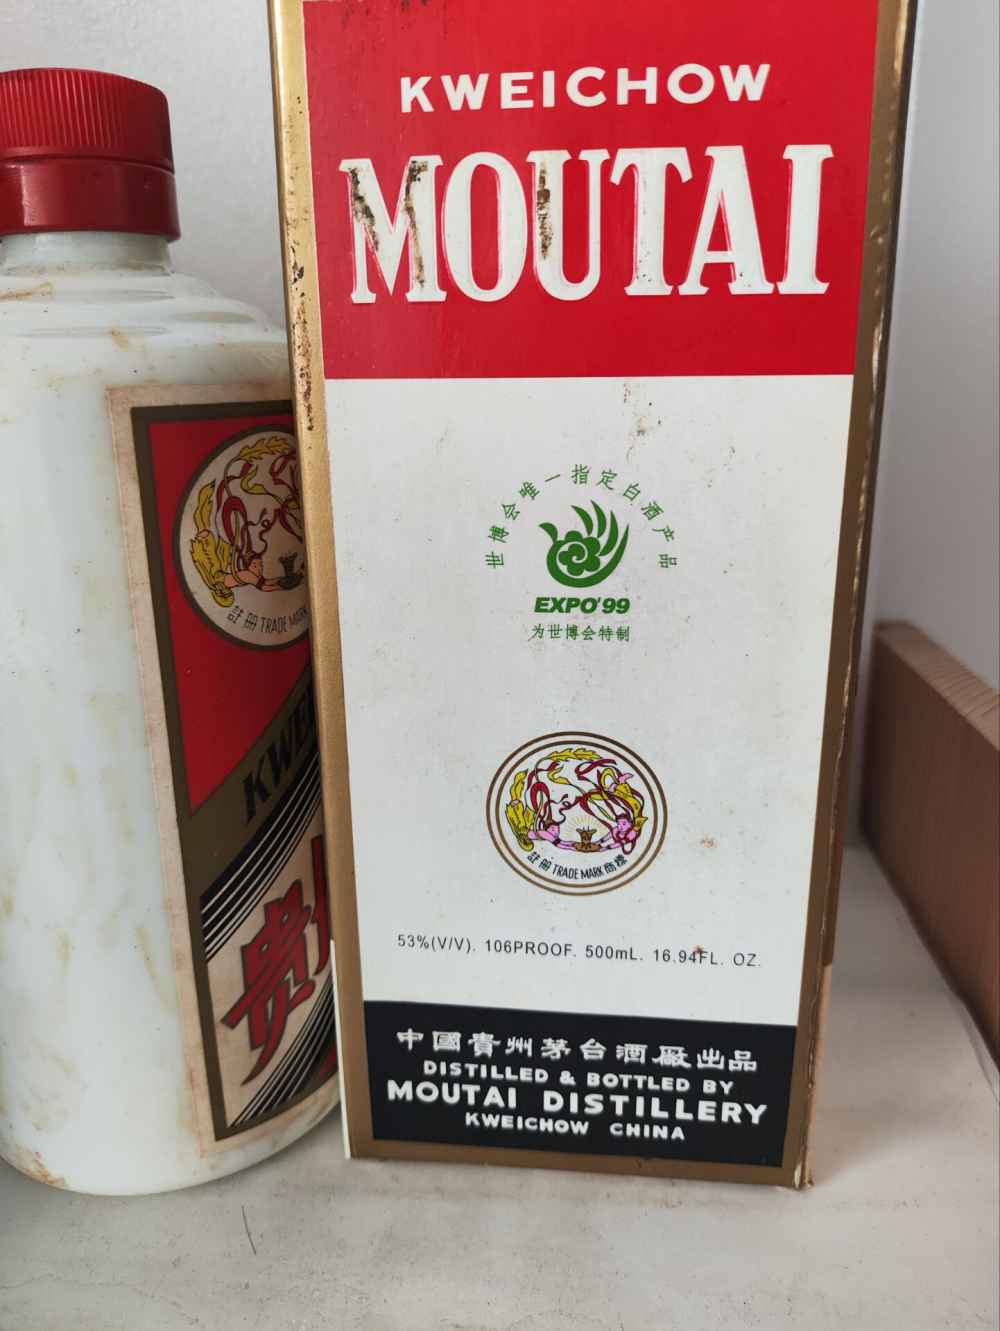 KWEICHOW
MOUTAI
世博会唯一指定白酒产品
EXPO'99
为世博会特制
註册 TRADE MARK 商標
53%(V/V). 106PROOF. 500mL. 16.94FL. OZ.
中國貴州茅台酒厰出品
DISTILLED & BOTTLED BY
MOUTAI DISTILLERY
KWEICHOW CHINA
註册 TRADE MARK
KWE
贵